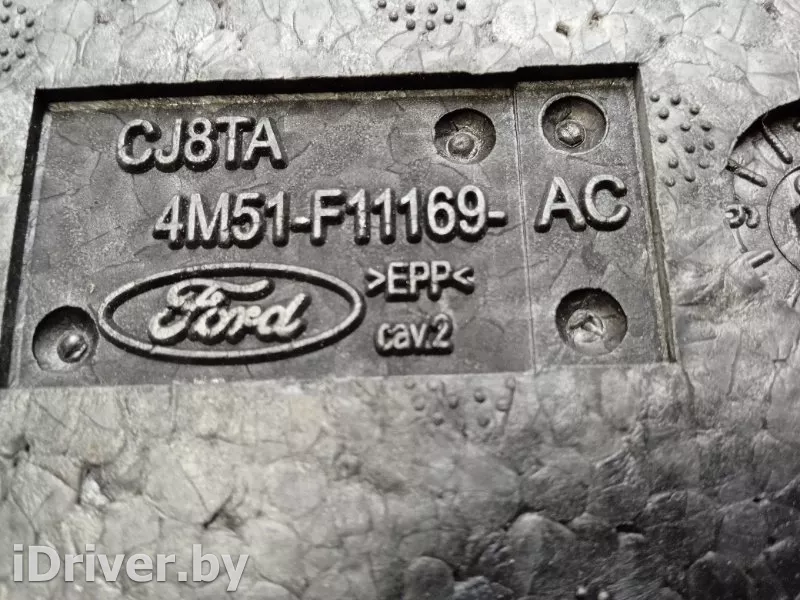 CJ8TA
4M51-F11169- AC
Ford
>EPP<
cav.2
iDriver.by